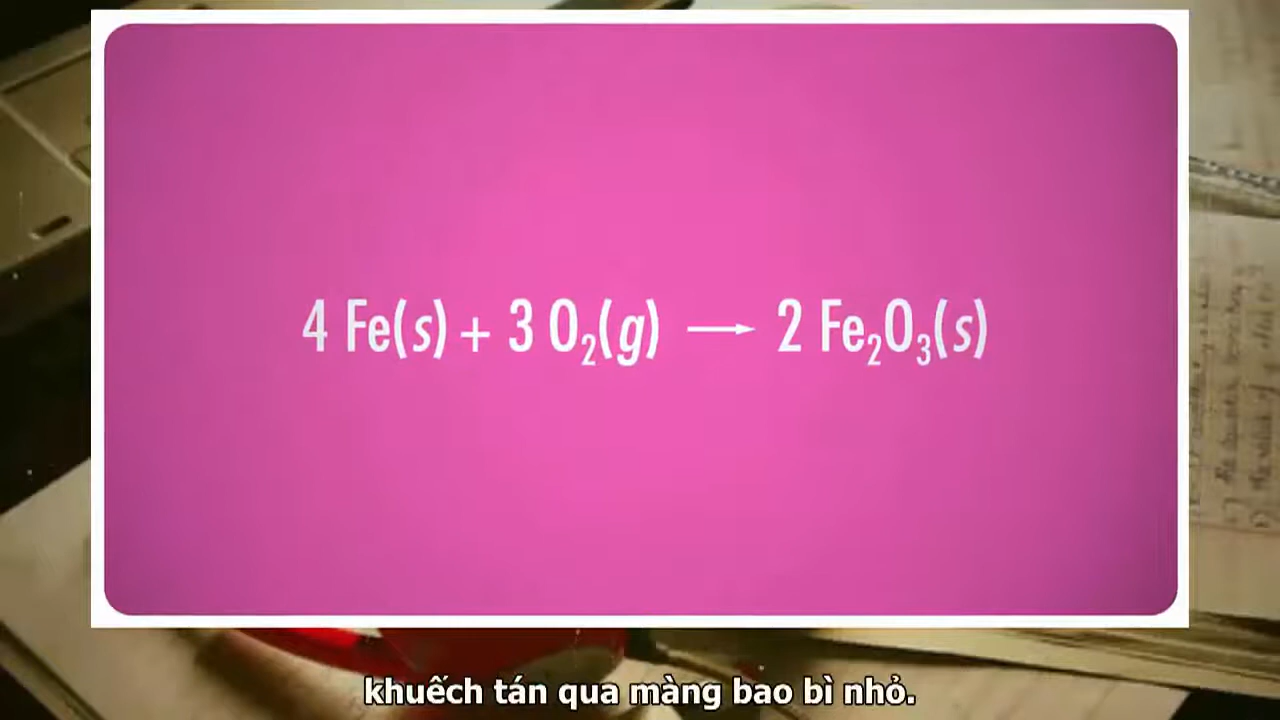 4 Fe(s) + 3 O₂(g) ⟶ 2 Fe₂O₃(s)
khuếch tán qua màng bao bì nhỏ.